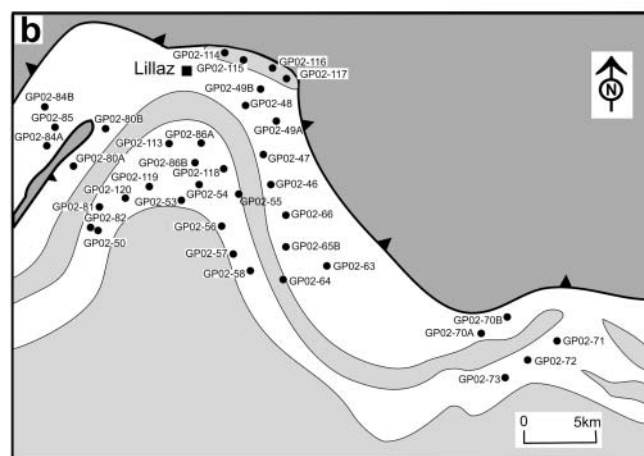 b
GP02-114
GP02-116
Lillaz
GP02-115
GP02-117
GP02-49B
GP02-84B
GP02-48
GP02-85
GP02-80B
GP02-49A
GP02-84A
GP02-113
GP02-86A
GP02-47
GP02-80A
GP02-86B
GP02-118
GP02-119
GP02-46
GP02-120
GP02-54
GP02-81
GP02-53
GP02-55
GP02-82
GP02-66
GP02-50
GP02-56
GP02-65B
GP02-57
GP02-63
GP02-58
GP02-64
GP02-70B
GP02-70A
GP02-71
GP02-72
GP02-73
N
0 5km